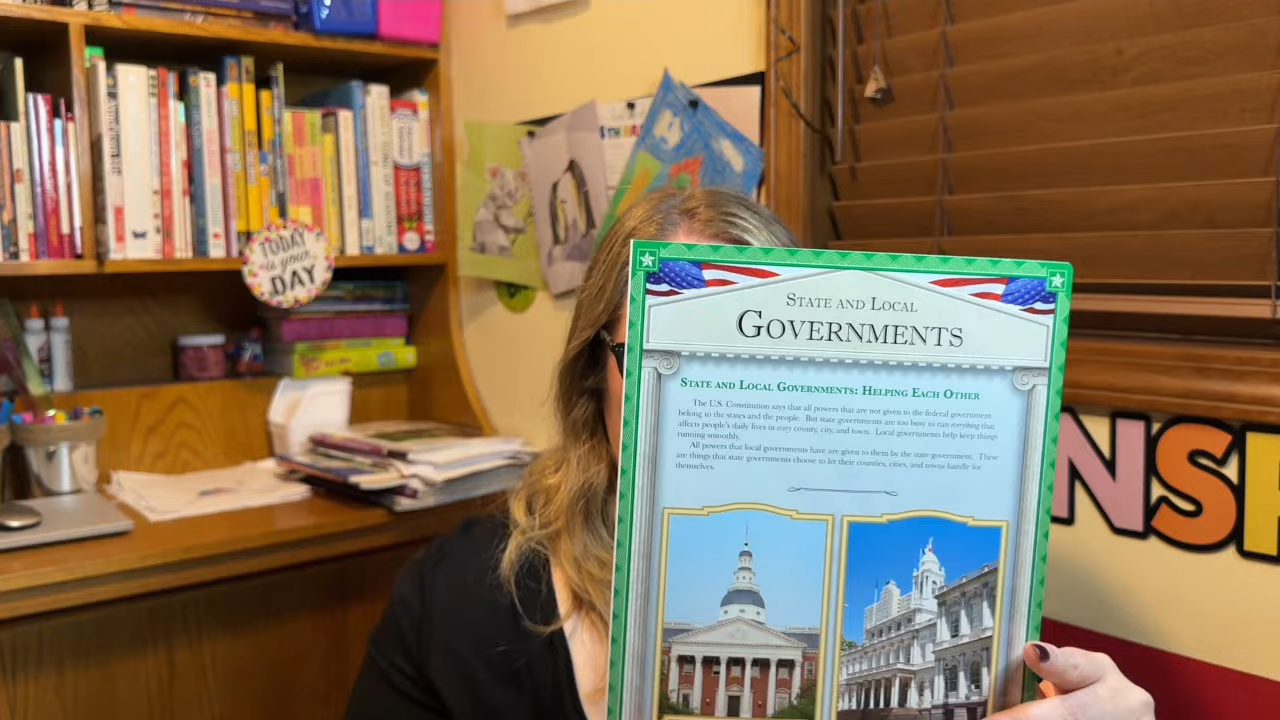 TODAY
is your
DAY
STATE AND LOCAL
GOVERNMENTS
STATE AND LOCAL GOVERNMENTS: HELPING EACH OTHER
The U.S. Constitution says that all powers that are not given to the federal government
belong to the states and the people. But state governments are too busy to run everything that
affects people's daily lives in every county, city, and town. Local governments help keep things
running smoothly.
All powers that local governments have are given to them by the state government. These
are things that state governments choose to let their counties, cities, and towns handle for
themselves.
NSH